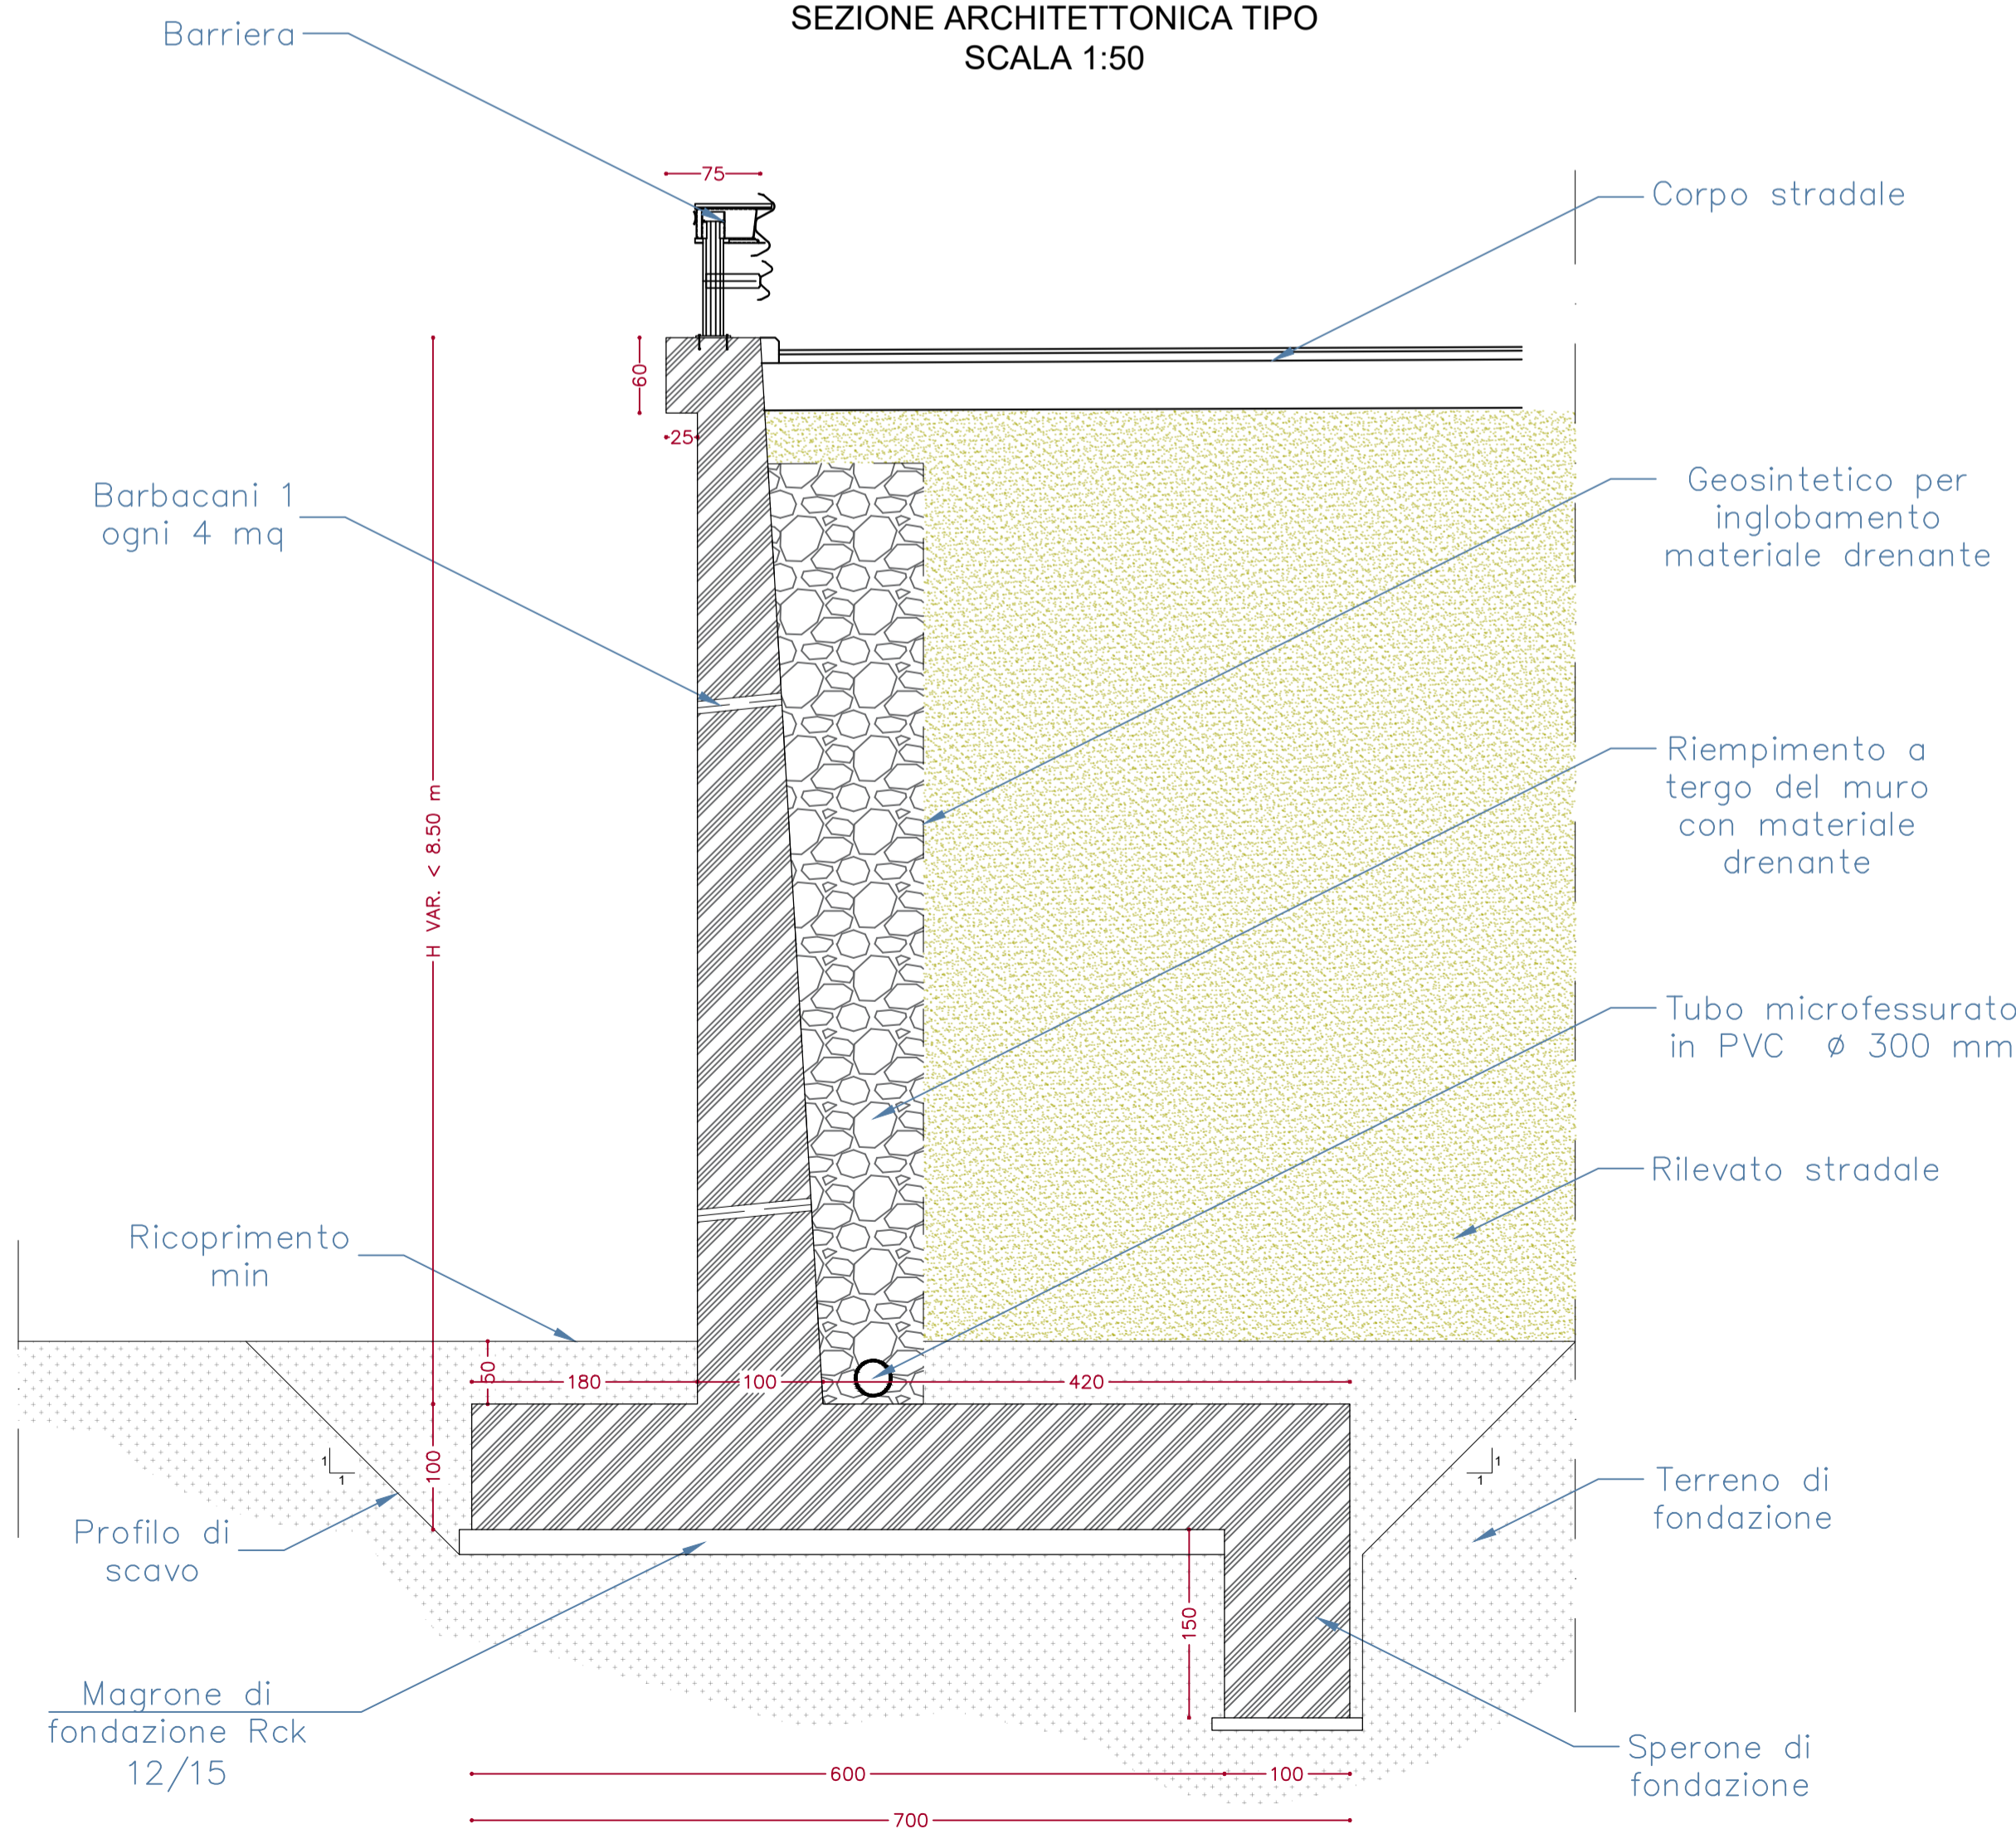 SEZIONE ARCHITETTONICA TIPO
SCALA 1:50
Barriera
75
Corpo stradale
60
25
Barbacani 1
ogni 4 mq
Geosintetico per
inglobamento
materiale drenante
H VAR. < 8.50 m
Riempimento a
tergo del muro
con materiale
drenante
Tubo microfessurato
in PVC ø 300 mm
Rilevato stradale
Ricoprimento
min
50
180
100
420
100
1
1
1
1
Terreno di
fondazione
Profilo di
scavo
150
Magrone di
fondazione Rck
12/15
Sperone di
fondazione
600
100
700